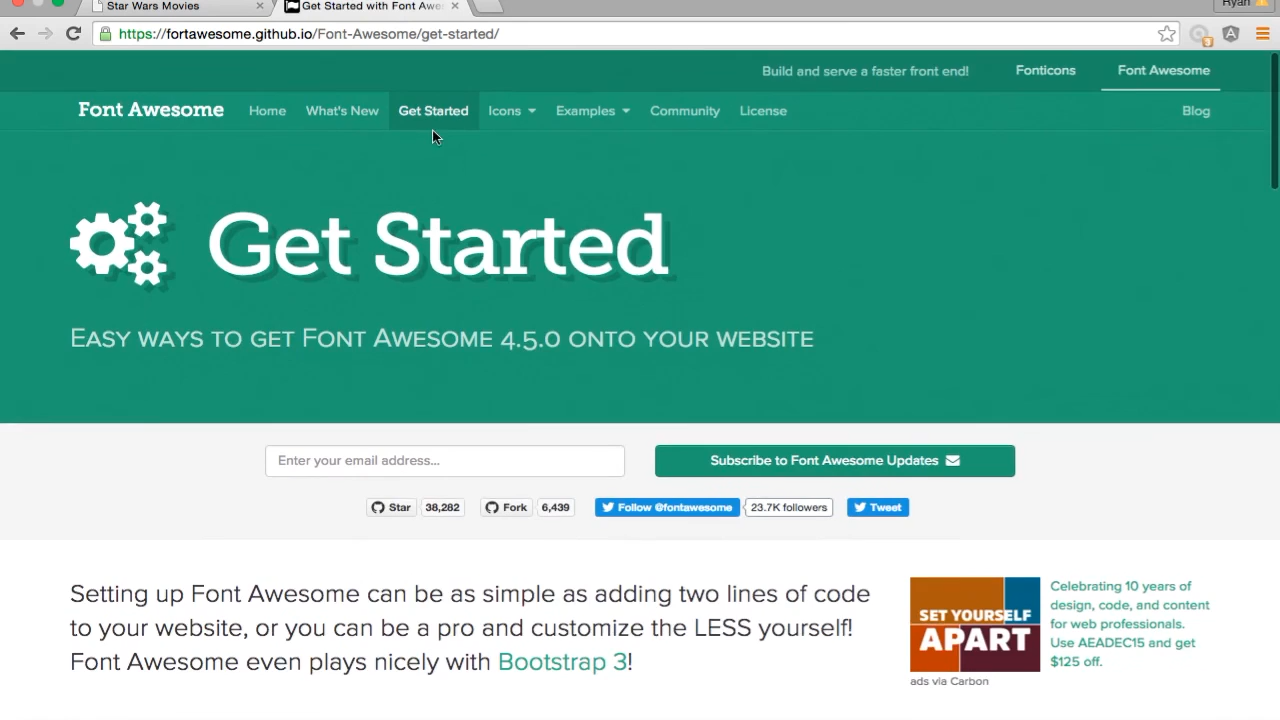 Star Wars Movies
Get Started with Font Awes
Ryan
https://fortawesome.github.io/Font-Awesome/get-started/
Build and serve a faster front end!
Fonticons
Font Awesome
Font Awesome
Home
What's New
Get Started
Icons
Examples
Community
License
Blog
Get Started
Easy ways to get Font Awesome 4.5.0 onto your website
Enter your email address...
Subscribe to Font Awesome Updates
Star
38,282
Fork
6,439
Follow @fontawesome
23.7K followers
Tweet
Setting up Font Awesome can be as simple as adding two lines of code
to your website, or you can be a pro and customize the LESS yourself!
Font Awesome even plays nicely with Bootstrap 3!
SET YOURSELF
APART
Celebrating 10 years of
design, code, and content
for web professionals.
Use AEADEC15 and get
$125 off.
ads via Carbon